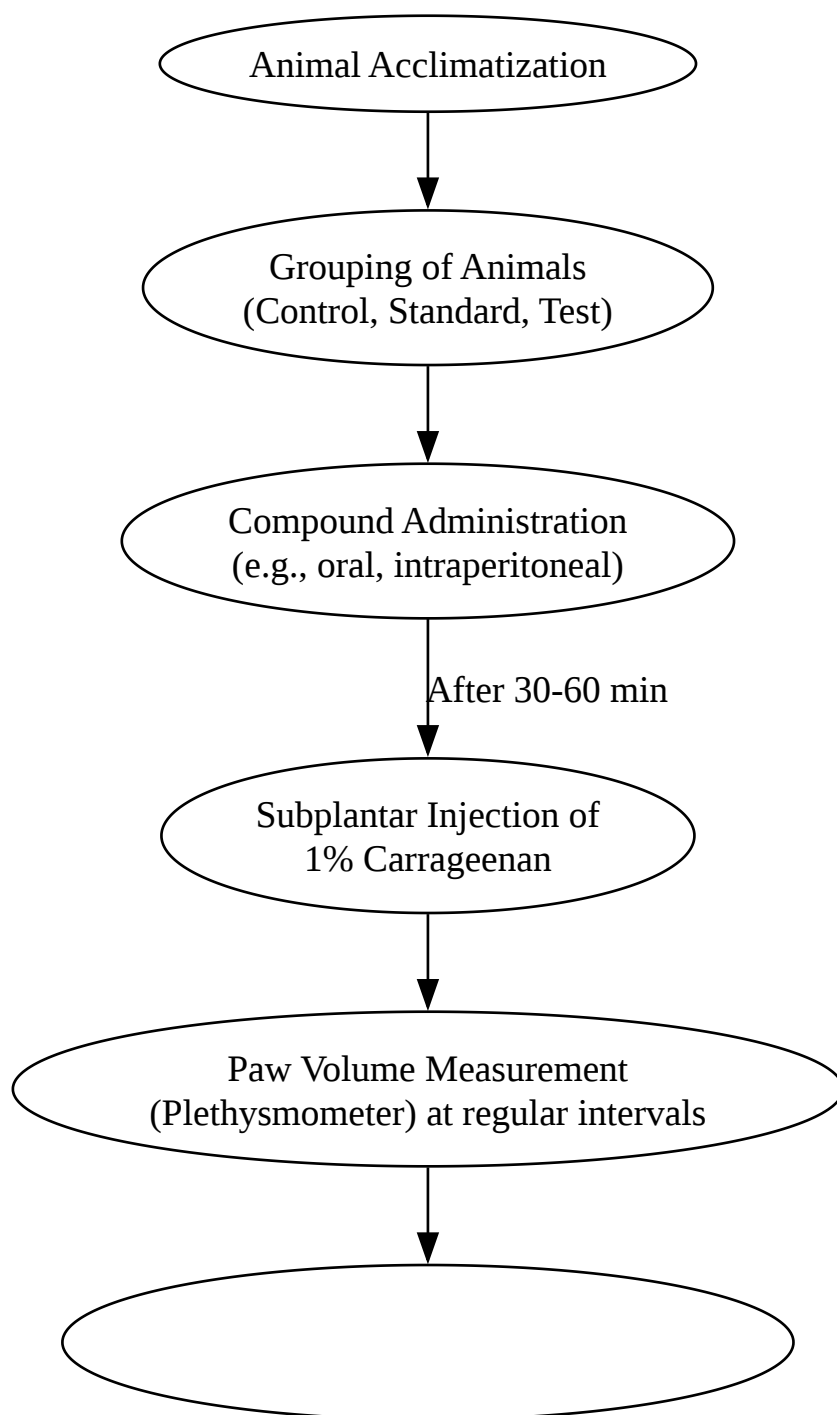 Animal Acclimatization
Grouping of Animals
(Control, Standard, Test)
Compound Administration
(e.g., oral, intraperitoneal)
After 30-60 min
Subplantar Injection of
1% Carrageenan
Paw Volume Measurement
(Plethysmometer) at regular intervals